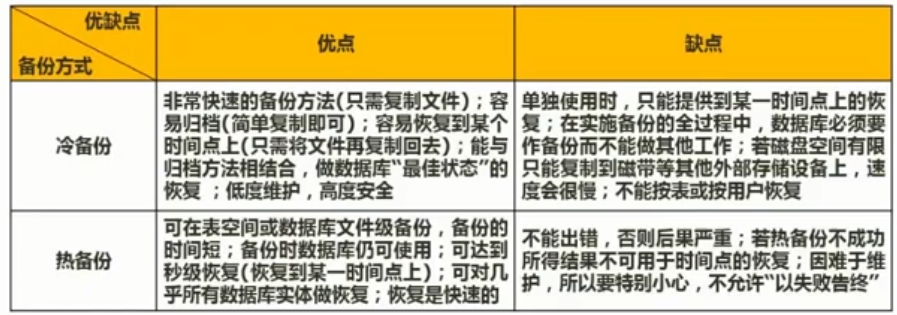 优缺点
备份方式
优点
缺点
冷备份
非常快速的备份方法(只需复制文件)；容
易归档(简单复制即可)；容易恢复到某个
时间点上(只需将文件再复制回去)；能与
归档方法相结合，做数据库“最佳状态”的
恢复 ；低度维护，高度安全
单独使用时，只能提供到某一时间点上的恢
复；在实施备份的全过程中，数据库必须要
作备份而不能做其他工作；若磁盘空间有限
只能复制到磁带等其他外部存储设备上，速
度会很慢；不能按表或按用户恢复
热备份
可在表空间或数据库文件级备份，备份的
时间短；备份时数据库仍可使用；可达到
秒级恢复(恢复到某一时间点上)；可对几
乎所有数据库实体做恢复；恢复是快速的
不能出错，否则后果严重；若热备份不成功
所得结果不可用于时间点的恢复；困难于维
护，所以要特别小心，不允许“以失败告终”